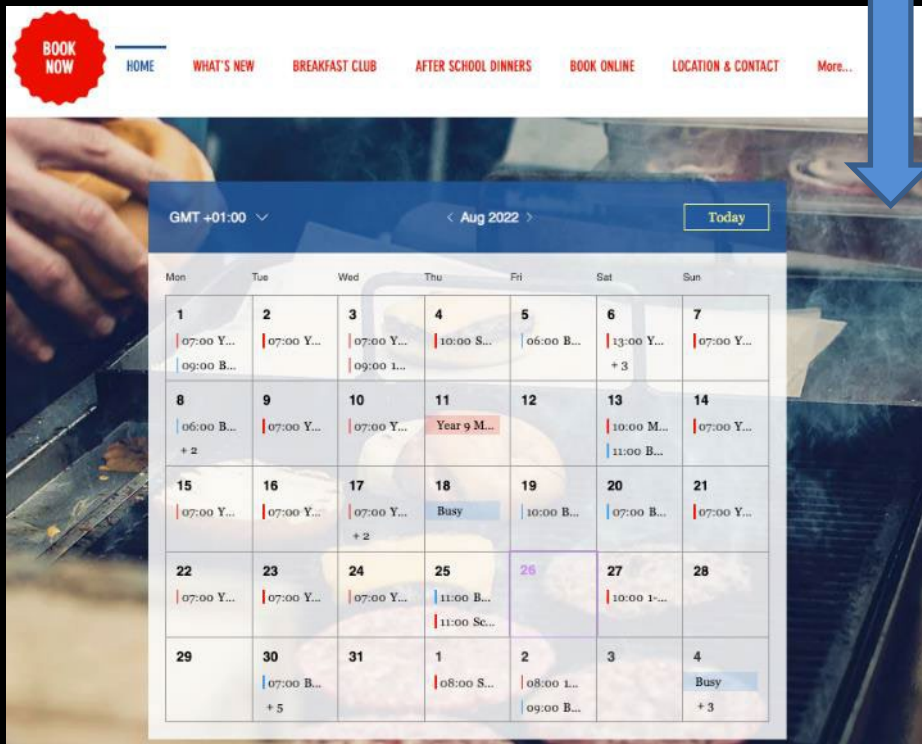 BOOK
NOW
HOME WHAT'S NEW BREAKFAST CLUB AFTER SCHOOL DINNERS BOOK ONLINE LOCATION & CONTACT More...
GMT +01:00 < Aug 2022 > Today
Mon Tue Wed Thu Fri Sat Sun
1 2 3 4 5 6 7
07:00 Y... 07:00 Y... 07:00 Y... 10:00 S... 06:00 B... 13:00 Y... 07:00 Y...
09:00 B... 09:00 1... + 3
8 9 10 11 12 13 14
06:00 B... 07:00 Y... 07:00 Y... Year 9 M... 10:00 M... 07:00 Y...
+ 2 11:00 B...
15 16 17 18 19 20 21
07:00 Y... 07:00 Y... 07:00 Y... Busy 10:00 B... 07:00 B... 07:00 Y...
+ 2
22 23 24 25 26 27 28
07:00 Y... 07:00 Y... 07:00 Y... 11:00 B... 10:00 1-...
11:00 Sc...
29 30 31 1 2 3 4
07:00 B... 08:00 S... 08:00 1... Busy
+ 5 09:00 B... + 3